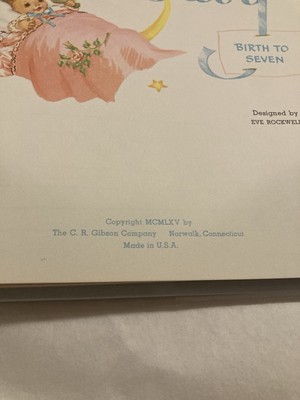 BIRTH TO
SEVEN
Designed by
EVE ROCKWELL
Copyright MCMLXV by
The C. R. Gibson Company Norwalk, Connecticut
Made in U.S.A.